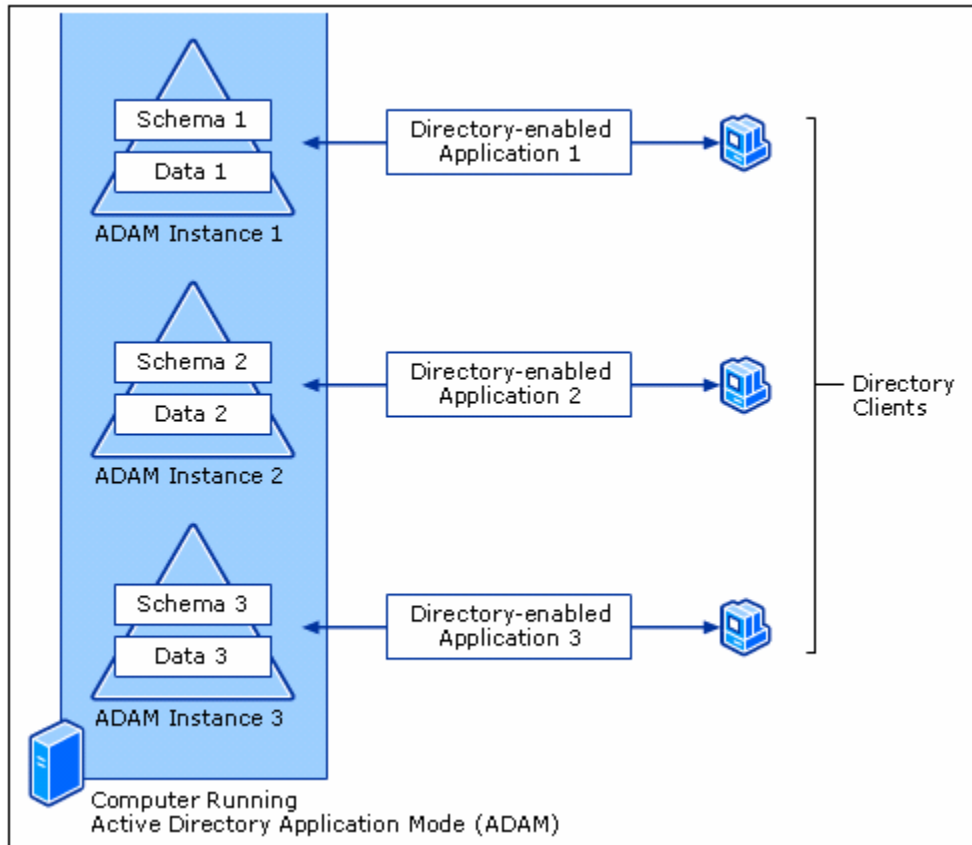 Schema 1
Data 1
ADAM Instance 1
Directory-enabled
Application 1
Schema 2
Data 2
ADAM Instance 2
Directory-enabled
Application 2
Directory
Clients
Schema 3
Data 3
ADAM Instance 3
Directory-enabled
Application 3
Computer Running
Active Directory Application Mode (ADAM)